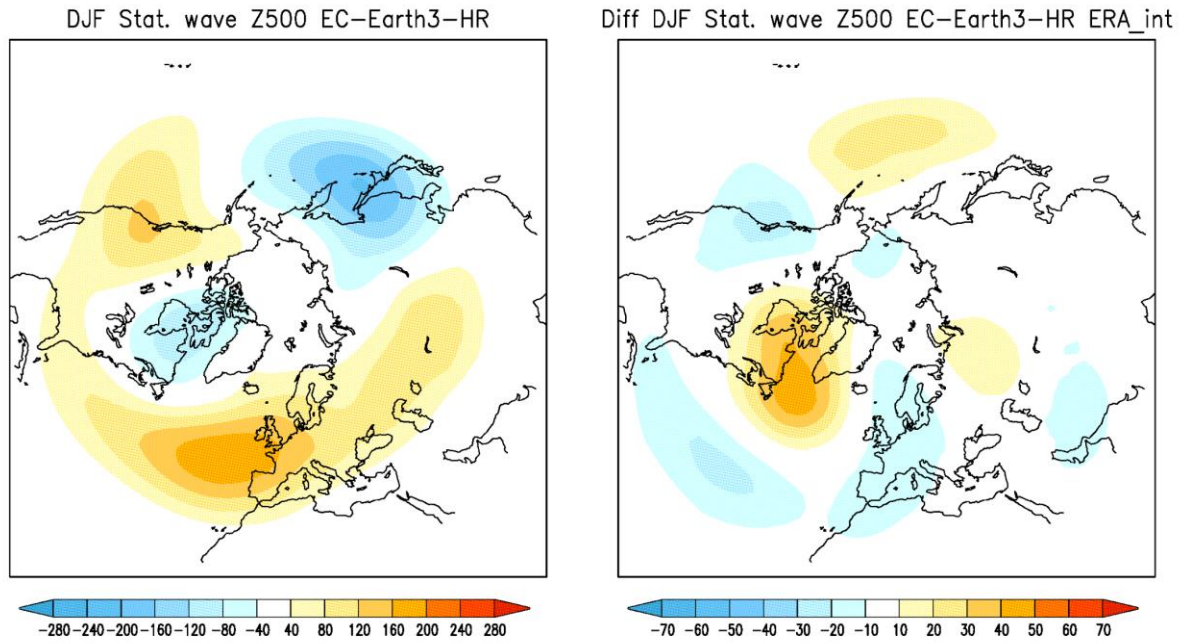 DJF Stat. wave Z500 EC-Earth3-HR
Diff DJF Stat. wave Z500 EC-Earth3-HR ERA_int
-280 -240 -200 -160 -120 -80 -40 40 80 120 160 200 240 280
-70 -60 -50 -40 -30 -20 -10 10 20 30 40 50 60 70